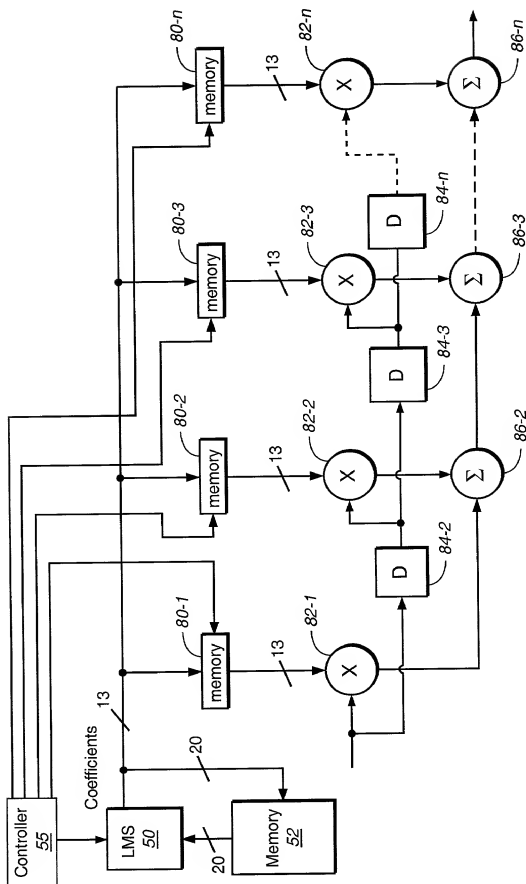 Controller
55
LMS
50
Memory
52
Coefficients
13
20
20
80-1
memory
13
82-1
X
80-2
memory
13
82-2
X
84-2
D
86-2
Σ
80-3
memory
13
82-3
X
84-3
D
86-3
Σ
80-n
memory
13
82-n
X
84-n
D
86-n
Σ